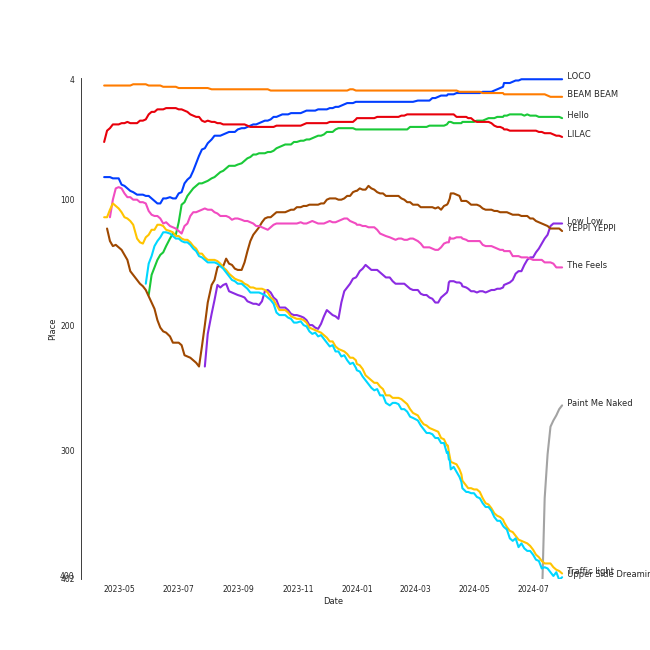 4
100
200
300
400
402
Place
2023-05
2023-07
2023-09
2023-11
2024-01
2024-03
2024-05
2024-07
Date
LOCO
BEAM BEAM
Hello
LILAC
Low Low
YEPPI YEPPI
The Feels
Paint Me Naked
Traffic light
Upper Side Dreamin